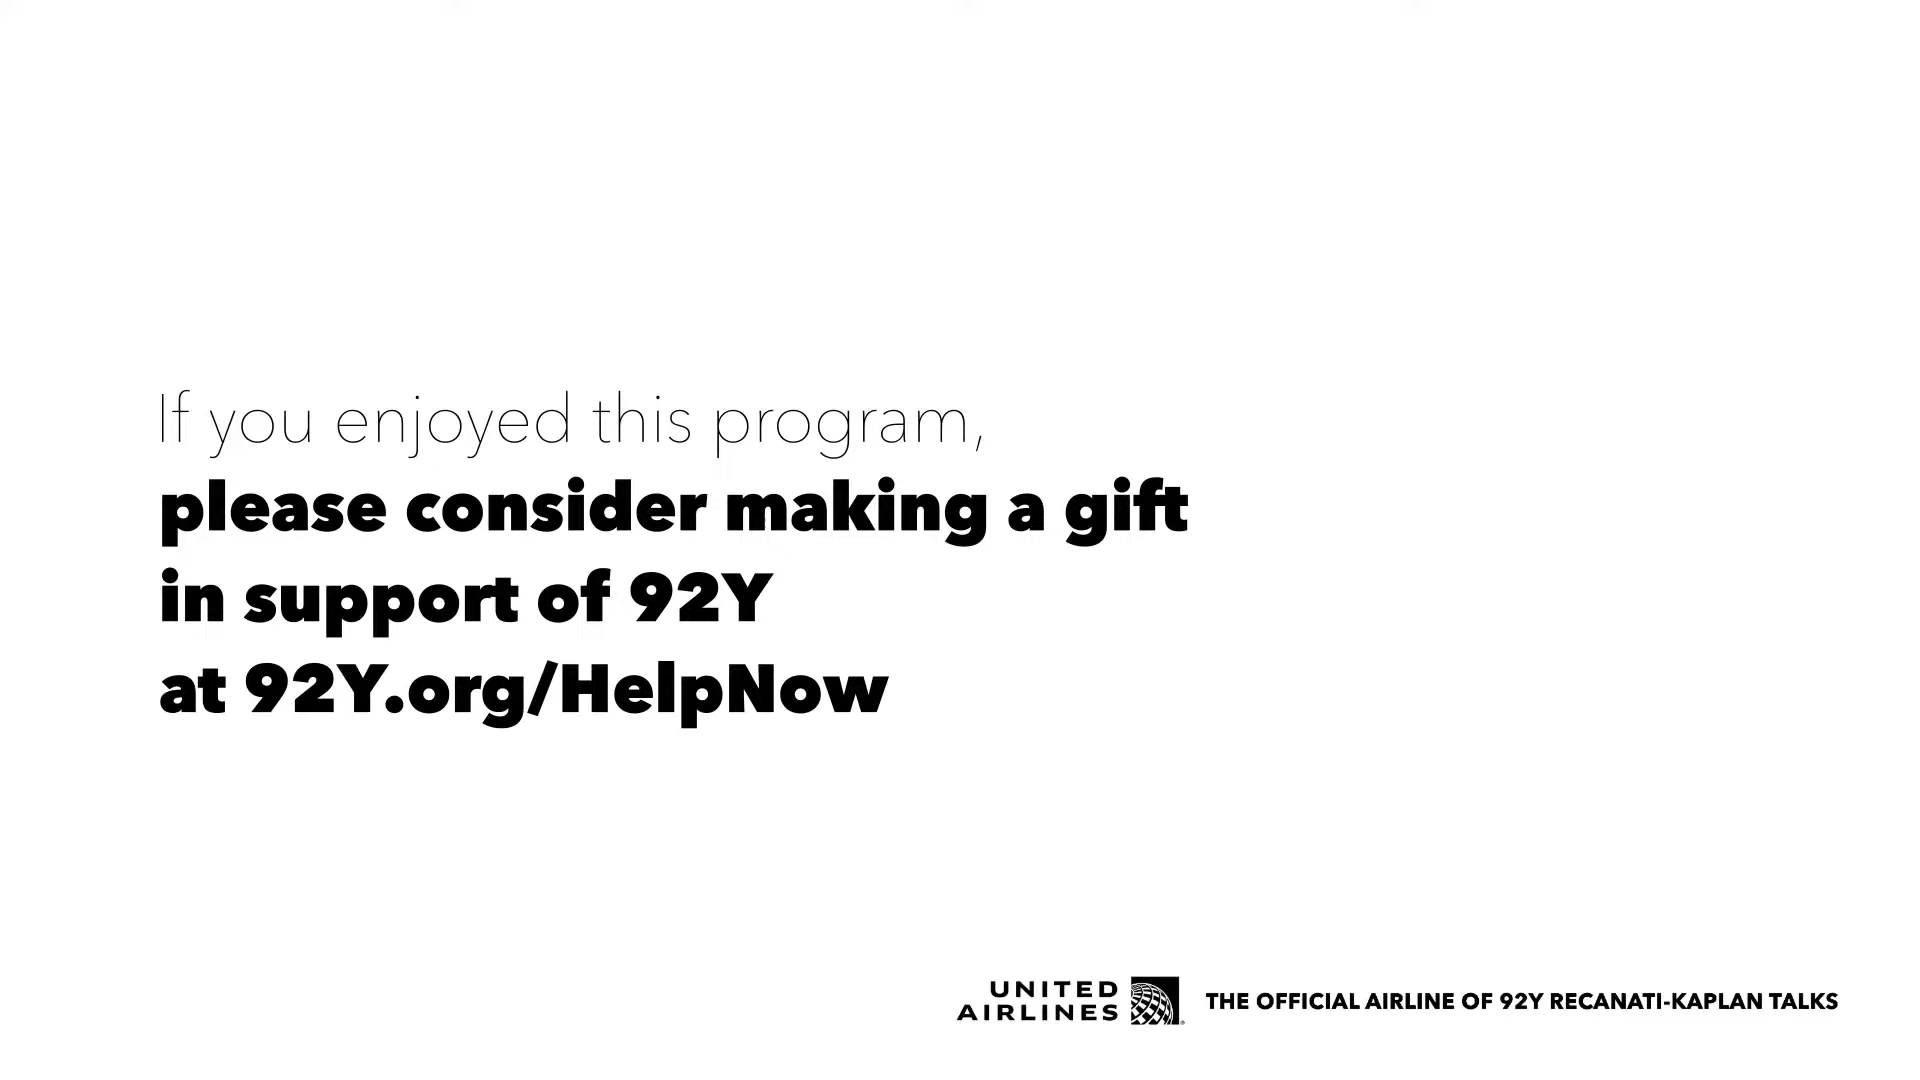 If you enjoyed this program,
please consider making a gift
in support of 92Y
at 92Y.org/HelpNow
UNITED
AIRLINES
THE OFFICIAL AIRLINE OF 92Y RECANATI-KAPLAN TALKS